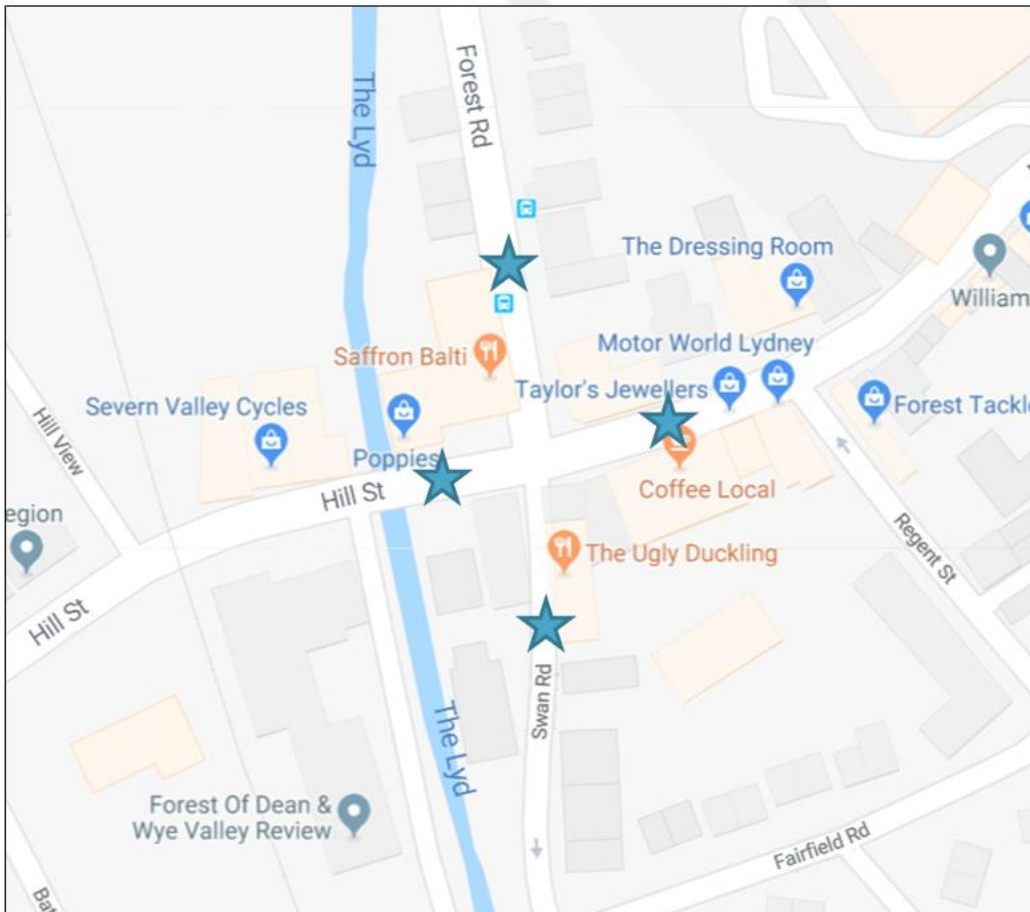 Forest Rd
The Lyd
The Dressing Room
William
Motor World Lydney
Saffron Balti
Taylor's Jewellers
Forest Tackle
Severn Valley Cycles
Poppies
Hill View
Hill St
Coffee Local
egion
Regent St
The Ugly Duckling
Hill St
Swan Rd
The Lyd
Forest Of Dean &
Wye Valley Review
Fairfield Rd
Bat